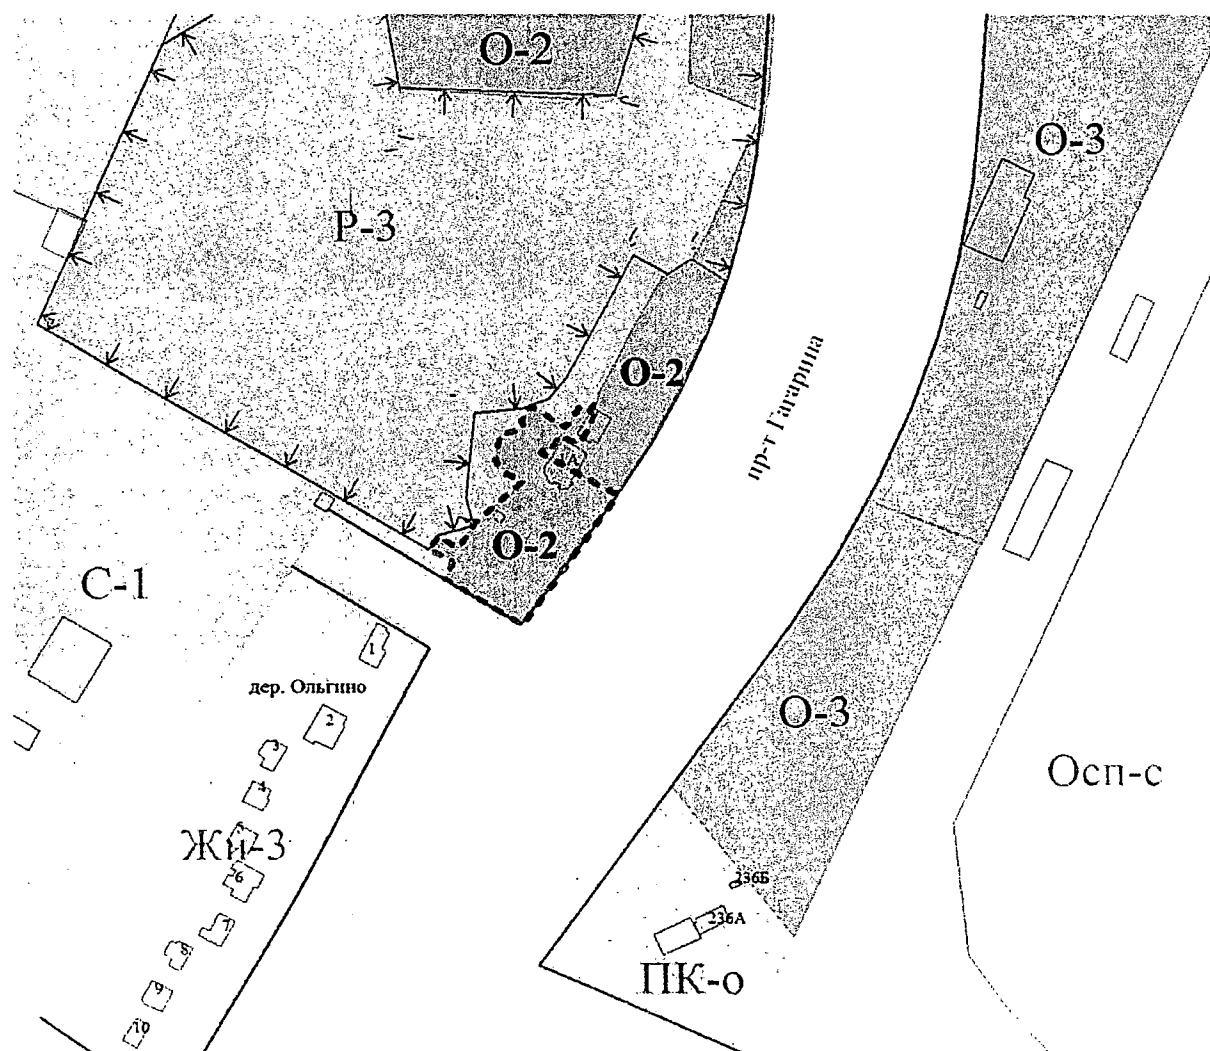 О-2
О-3
Р-3
О-2
пр-т Гагарина
О-2
С-1
1
дер. Ольгино
2
3
О-3
4
Осп-с
5
Жи-3
6
236Б
7
236А
8
ПК-о
9
10